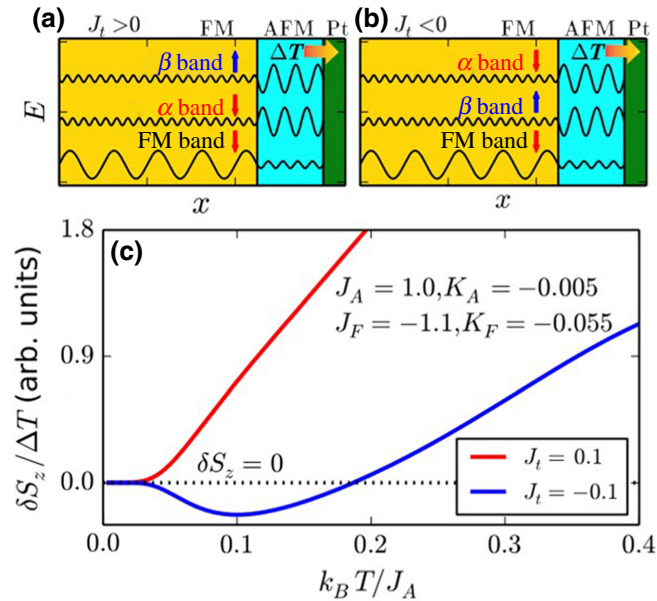 (a) J_t > 0 FM AFM Pt
ΔT
β band
α band
FM band
E
x
(b) J_t < 0 FM AFM Pt
ΔT
α band
β band
FM band
x
(c)
1.8
0.9
0.0
δS_z / ΔT (arb. units)
J_A = 1.0, K_A = −0.005
J_F = −1.1, K_F = −0.055
δS_z = 0
J_t = 0.1
J_t = −0.1
0.0 0.1 0.2 0.3 0.4
k_B T/J_A